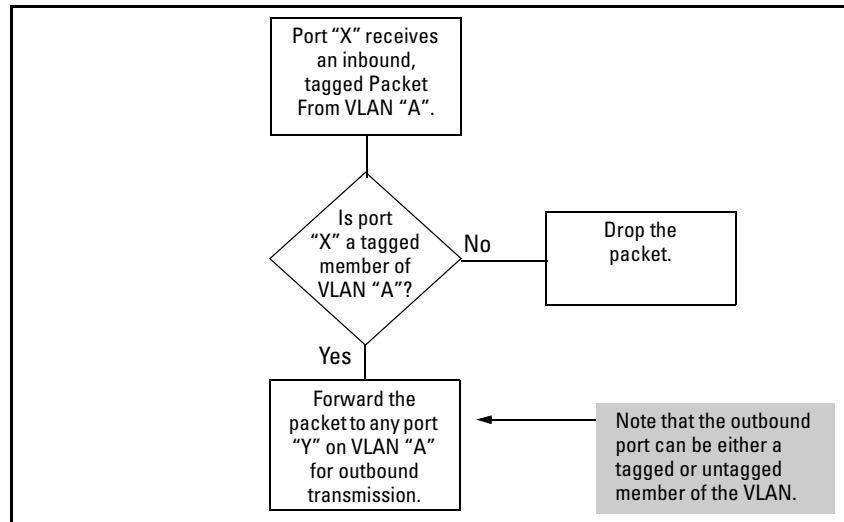 Port “X” receives
an inbound,
tagged Packet
From VLAN “A”.
Is port
“X” a tagged
member of
VLAN “A”?
No
Drop the
packet.
Yes
Forward the
packet to any port
“Y” on VLAN “A”
for outbound
transmission.
Note that the outbound
port can be either a
tagged or untagged
member of the VLAN.